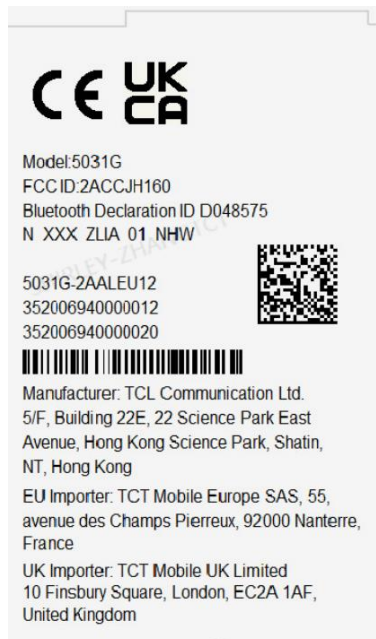 CE UK
CA
Model:5031G
FCC ID:2ACCJH160
Bluetooth Declaration ID D048575
N XXX ZLIA 01 NHW
5031G-2AALEU12
352006940000012
352006940000020
Manufacturer: TCL Communication Ltd.
5/F, Building 22E, 22 Science Park East
Avenue, Hong Kong Science Park, Shatin,
NT, Hong Kong
EU Importer: TCT Mobile Europe SAS, 55,
avenue des Champs Pierreux, 92000 Nanterre,
France
UK Importer: TCT Mobile UK Limited
10 Finsbury Square, London, EC2A 1AF,
United Kingdom